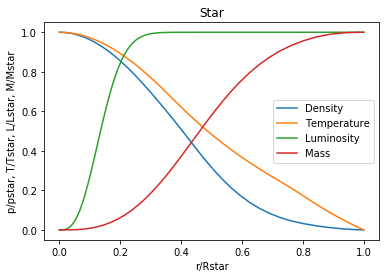 Star
1.0
0.8
0.6
0.4
0.2
0.0
p/pstar, T/Tstar, L/Lstar, M/Mstar
Density
Temperature
Luminosity
Mass
0.0 0.2 0.4 0.6 0.8 1.0
r/Rstar